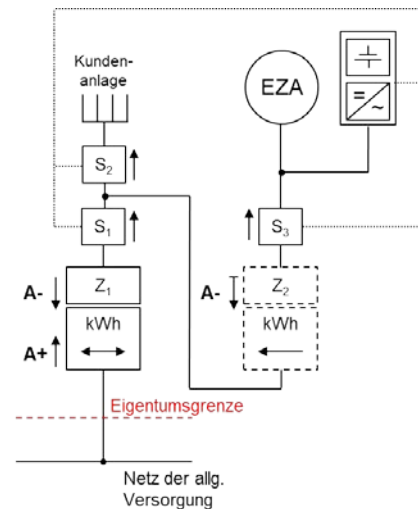 Kunden-
anlage
EZA
=
~
S2
S1
S3
A-
Z1
A-
Z2
A+
kWh
kWh
Eigentumsgrenze
Netz der allg.
Versorgung